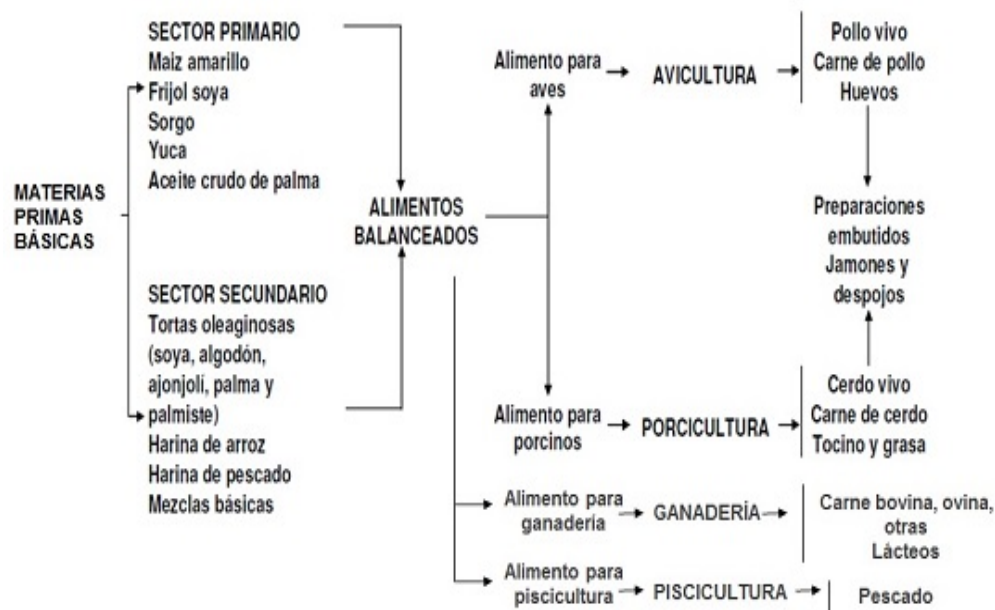 MATERIAS
PRIMAS
BÁSICAS
SECTOR PRIMARIO
Maiz amarillo
Frijol soya
Sorgo
Yuca
Aceite crudo de palma
SECTOR SECUNDARIO
Tortas oleaginosas
(soya, algodón,
ajonjolí, palma y
palmiste)
Harina de arroz
Harina de pescado
Mezclas básicas
ALIMENTOS
BALANCEADOS
Alimento para
aves
AVICULTURA
Pollo vivo
Carne de pollo
Huevos
Preparaciones
embutidos
Jamones y
despojos
Alimento para
porcinos
PORCICULTURA
Cerdo vivo
Carne de cerdo
Tocino y grasa
Alimento para
ganadería
GANADERÍA
Carne bovina, ovina,
otras
Lácteos
Alimento para
piscicultura
PISCICULTURA
Pescado